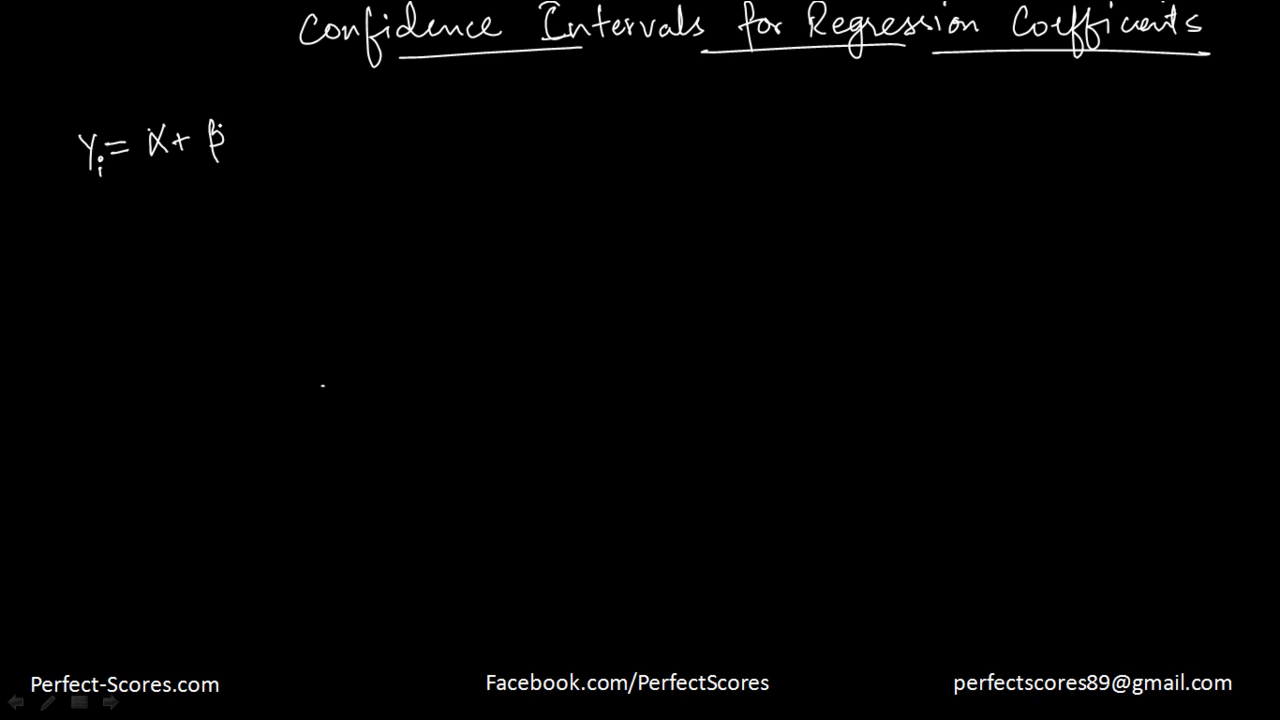 Confidence Intervals for Regression Coefficients
Yi = α + β
Perfect-Scores.com
Facebook.com/PerfectScores
perfectscores89@gmail.com